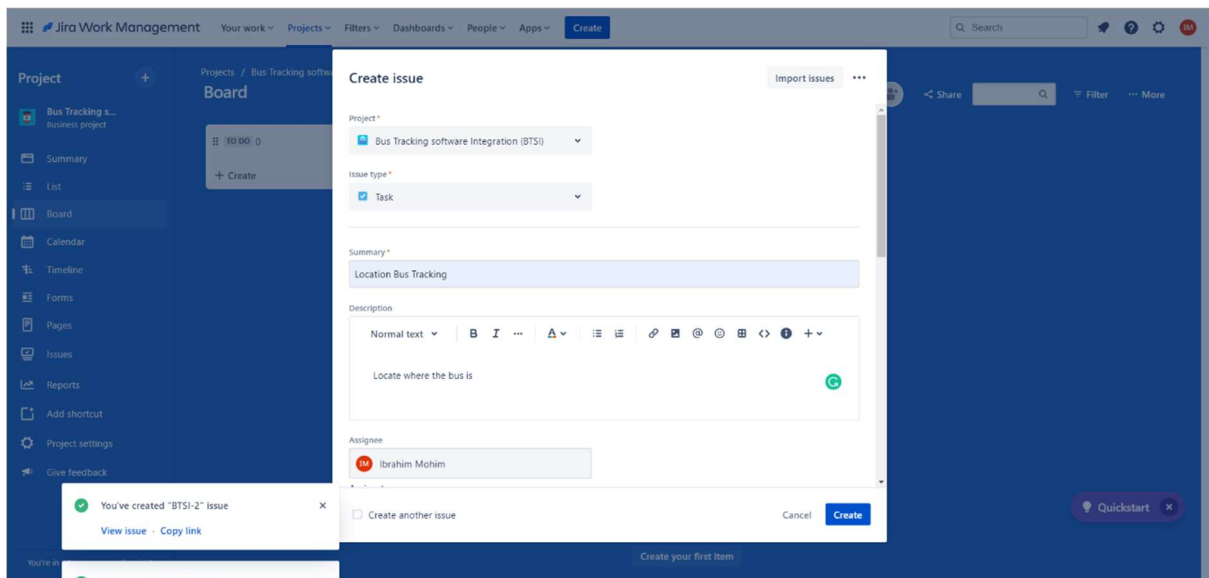 Jira Work Management Your work Projects Filters Dashboards People Apps Create Search IM
Project
Bus Tracking s...
Business project
Summary
List
Board
Calendar
Timeline
Forms
Pages
Issues
Reports
Add shortcut
Project settings
Give feedback
You're in
Projects / Bus Tracking softwa
Board
TO DO 0
+ Create
Share Filter More
Create issue
Import issues
Project *
Bus Tracking software Integration (BTSI)
Issue type *
Task
Summary *
Location Bus Tracking
Description
Normal text B I ... A @ <> +
Locate where the bus is
Assignee
IM Ibrahim Mohim
Create another issue
Cancel Create
You've created "BTSI-2" issue
View issue · Copy link
Quickstart
Create your first item